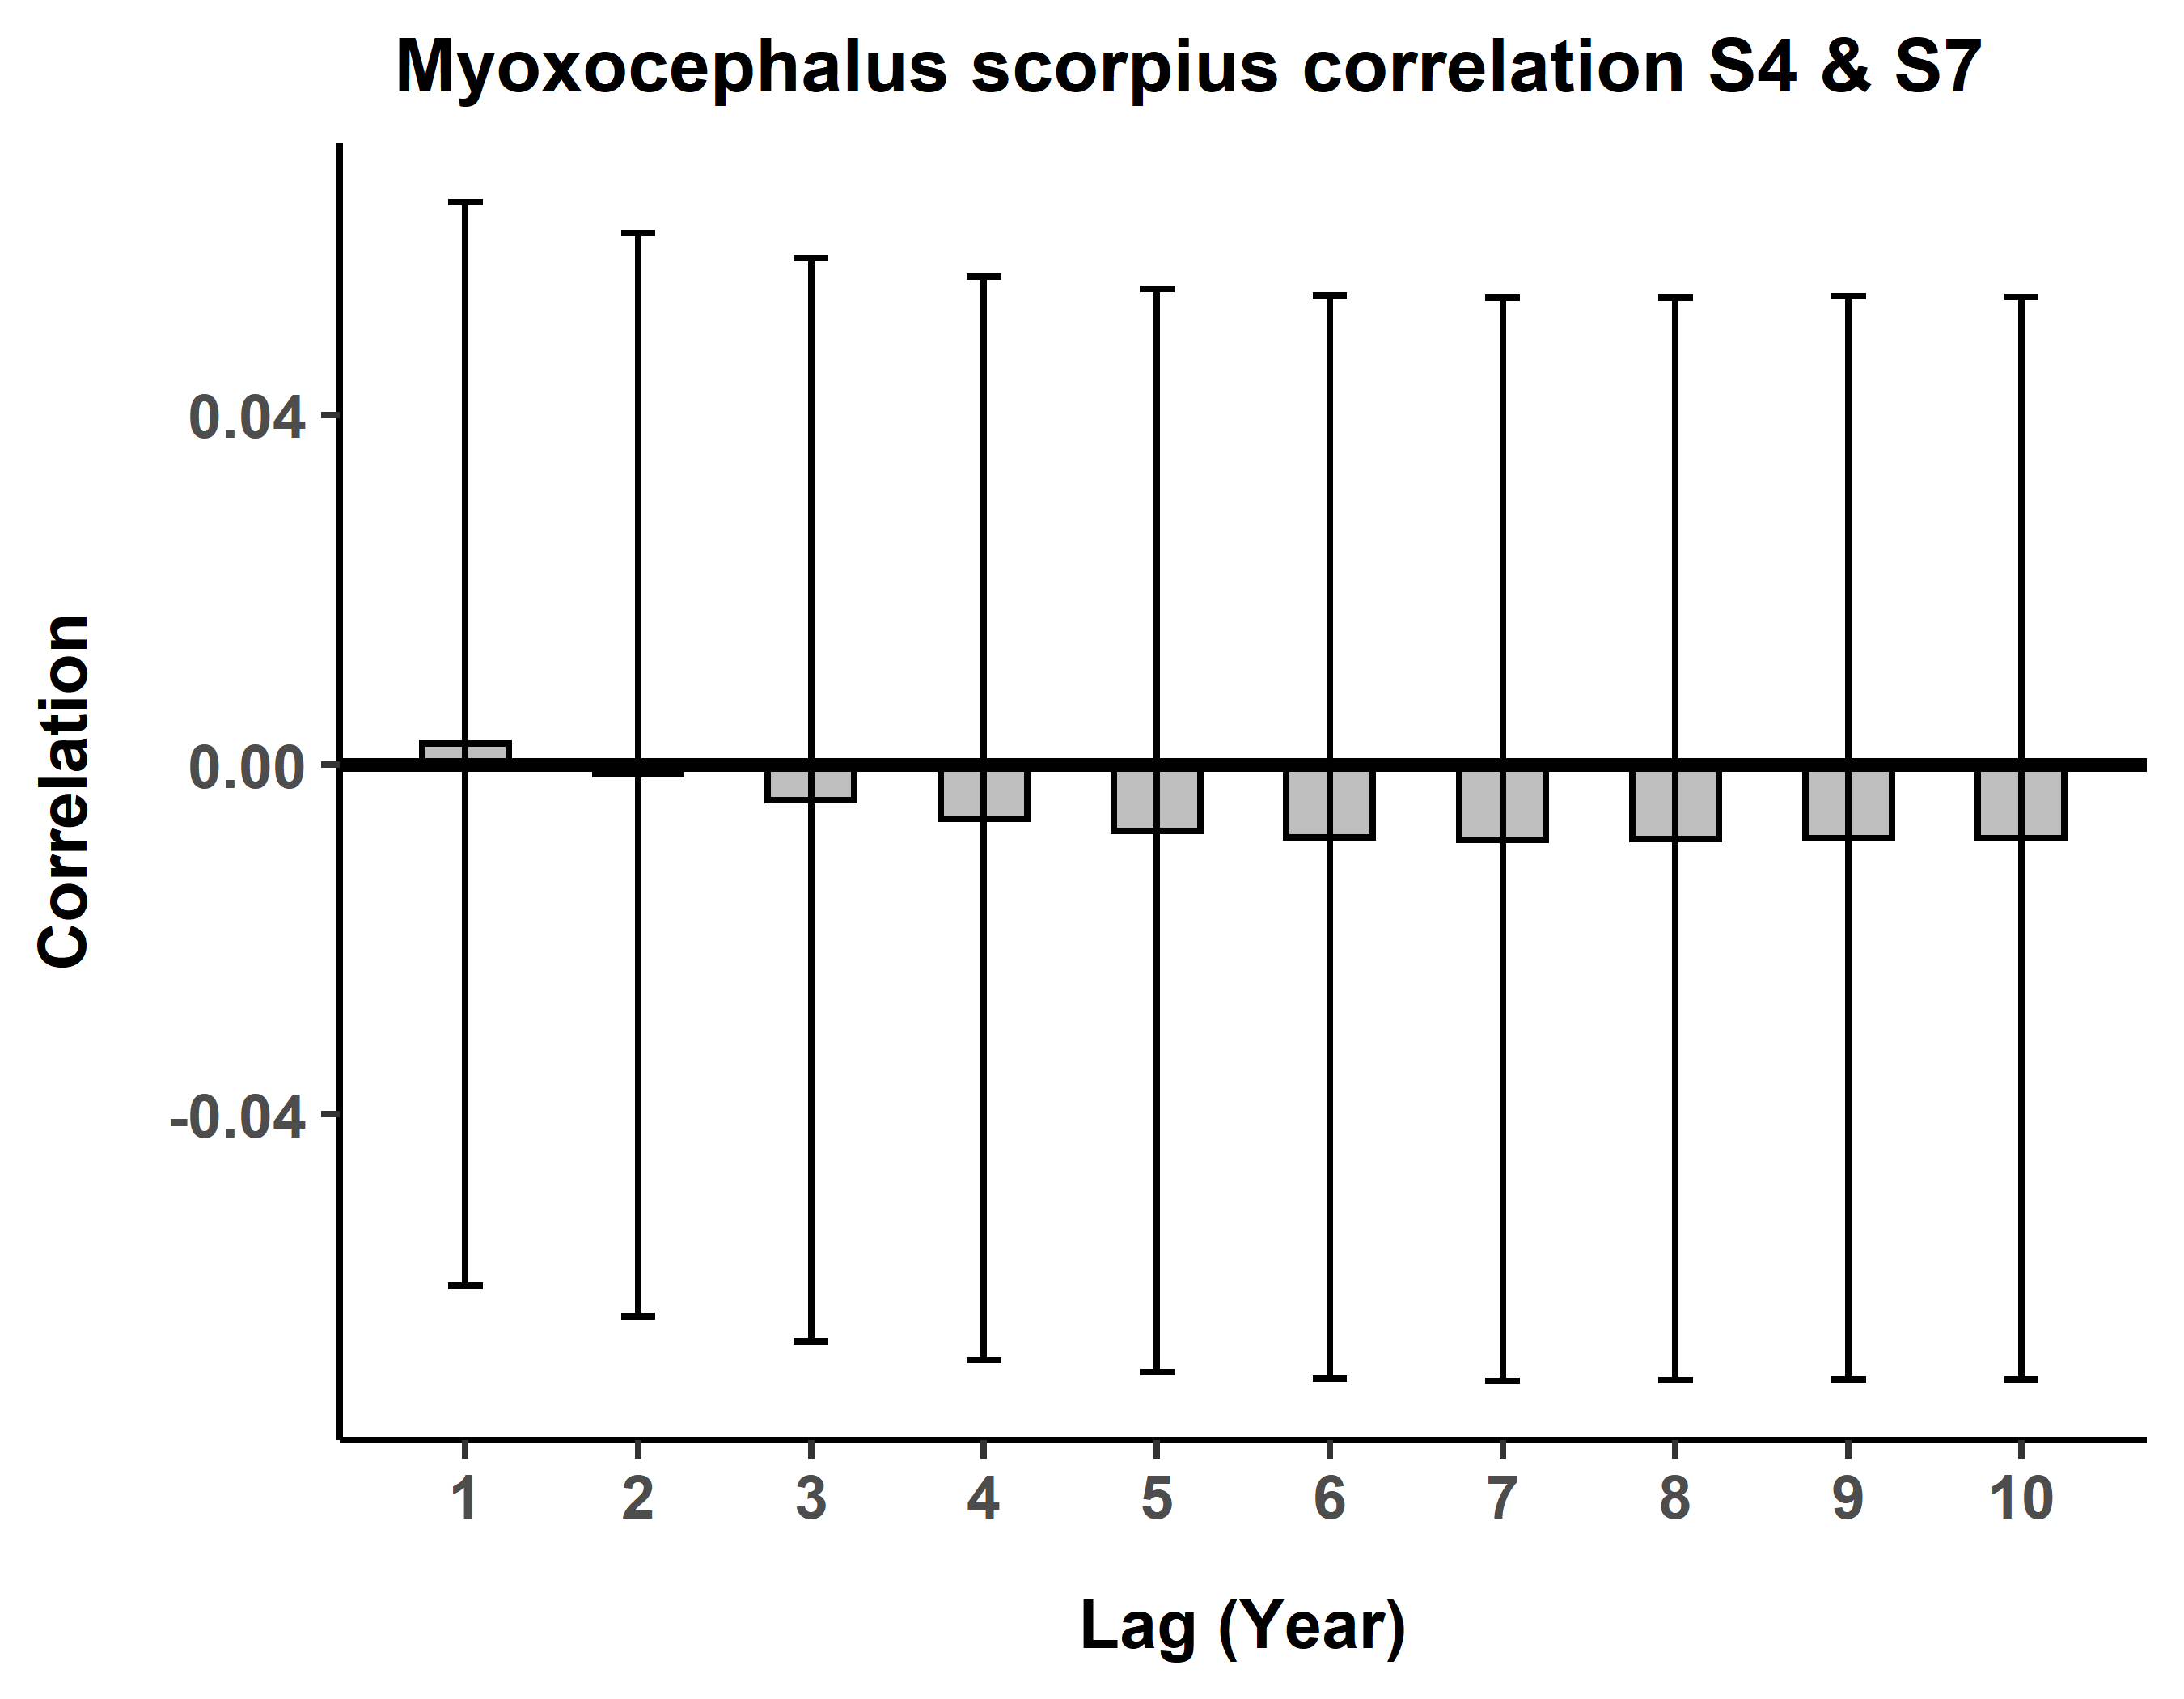 Myoxocephalus scorpius correlation S4 & S7
Correlation
0.04
0.00
-0.04
1 2 3 4 5 6 7 8 9 10
Lag (Year)